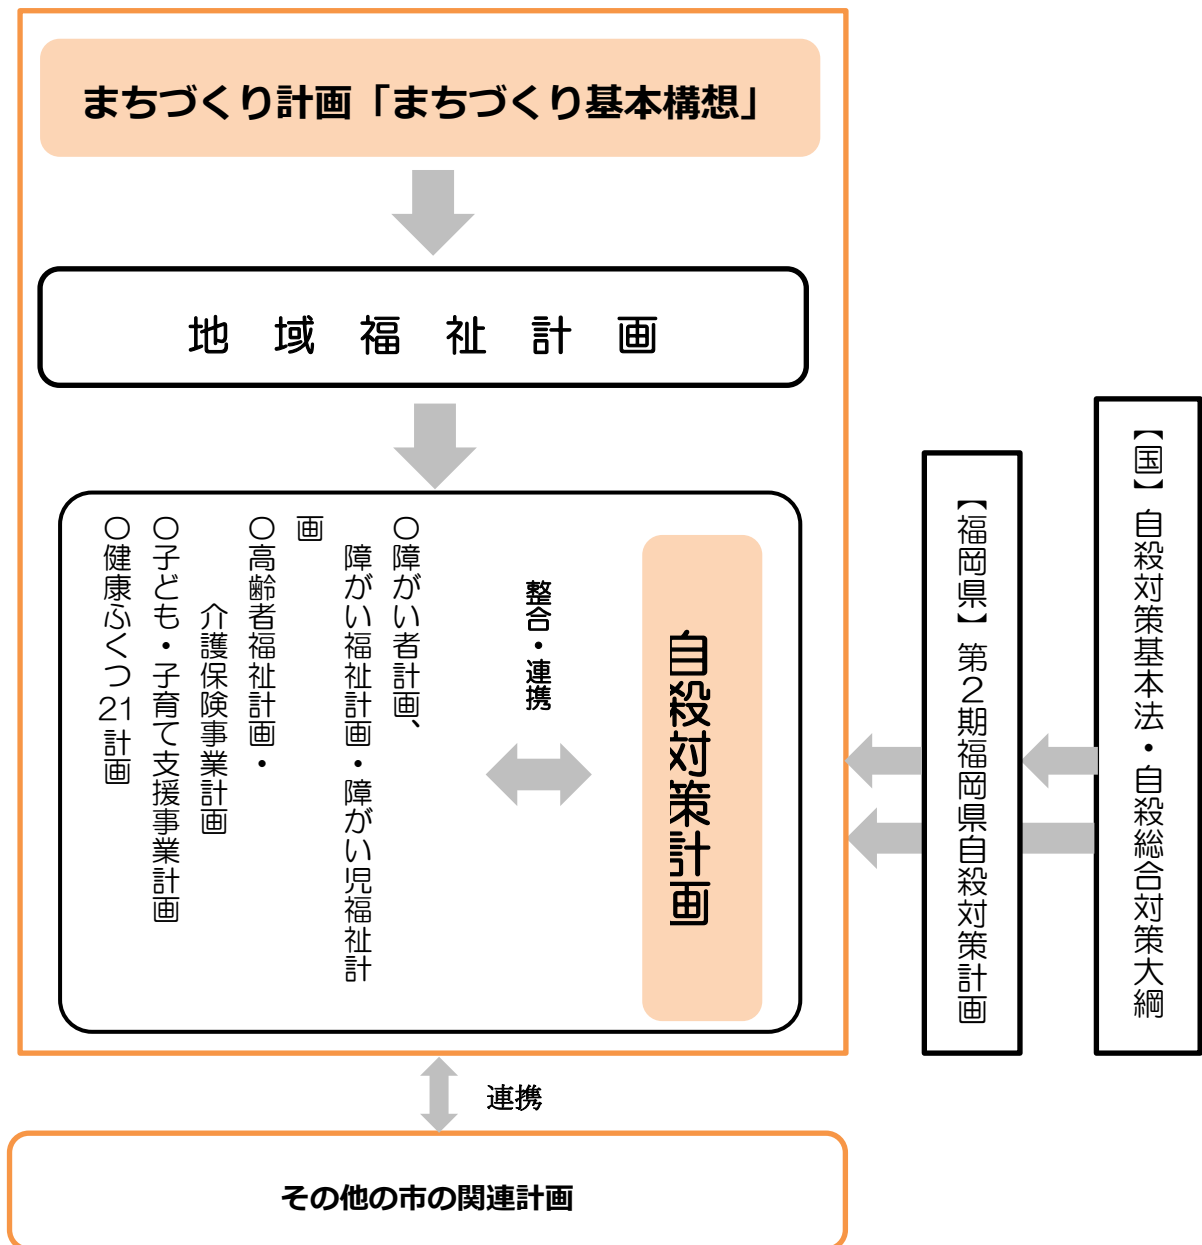 まちづくり計画「まちづくり基本構想」
地域福祉計画
【国】自殺対策基本法・自殺総合対策大綱
【福岡県】第2期福岡県自殺対策計画
自殺対策計画
整合・連携
○障がい者計画、
障がい福祉計画・障がい児福祉計
画
○高齢者福祉計画・
介護保険事業計画
○子ども・子育て支援事業計画
○健康ふくつ21計画
連携
その他の市の関連計画